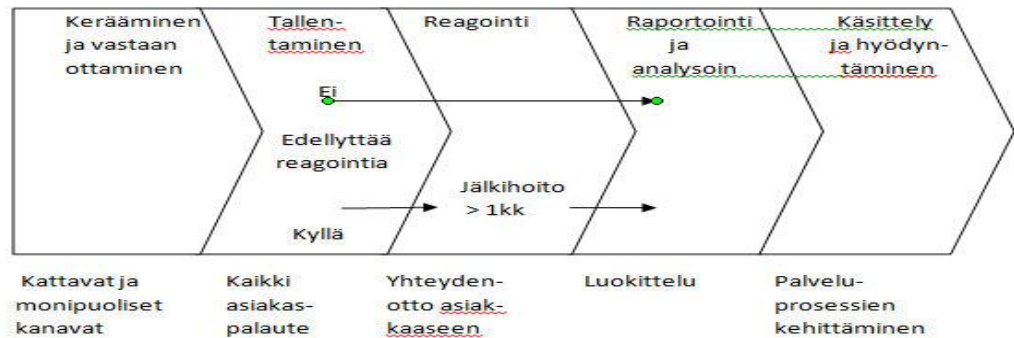 Kerääminen
ja vastaan
ottaminen
Tallen-
taminen
Reagointi
Raportointi
ja
analysoin
Käsittely
ja hyödyn-
täminen
Ei
Edellyttää
reagointia
Jälkihoito
> 1kk
Kyllä
Kattavat ja
monipuoliset
kanavat
Kaikki
asiakas-
palaute
Yhteyden-
otto asiak-
kaaseen
Luokittelu
Palvelu-
prosessien
kehittäminen